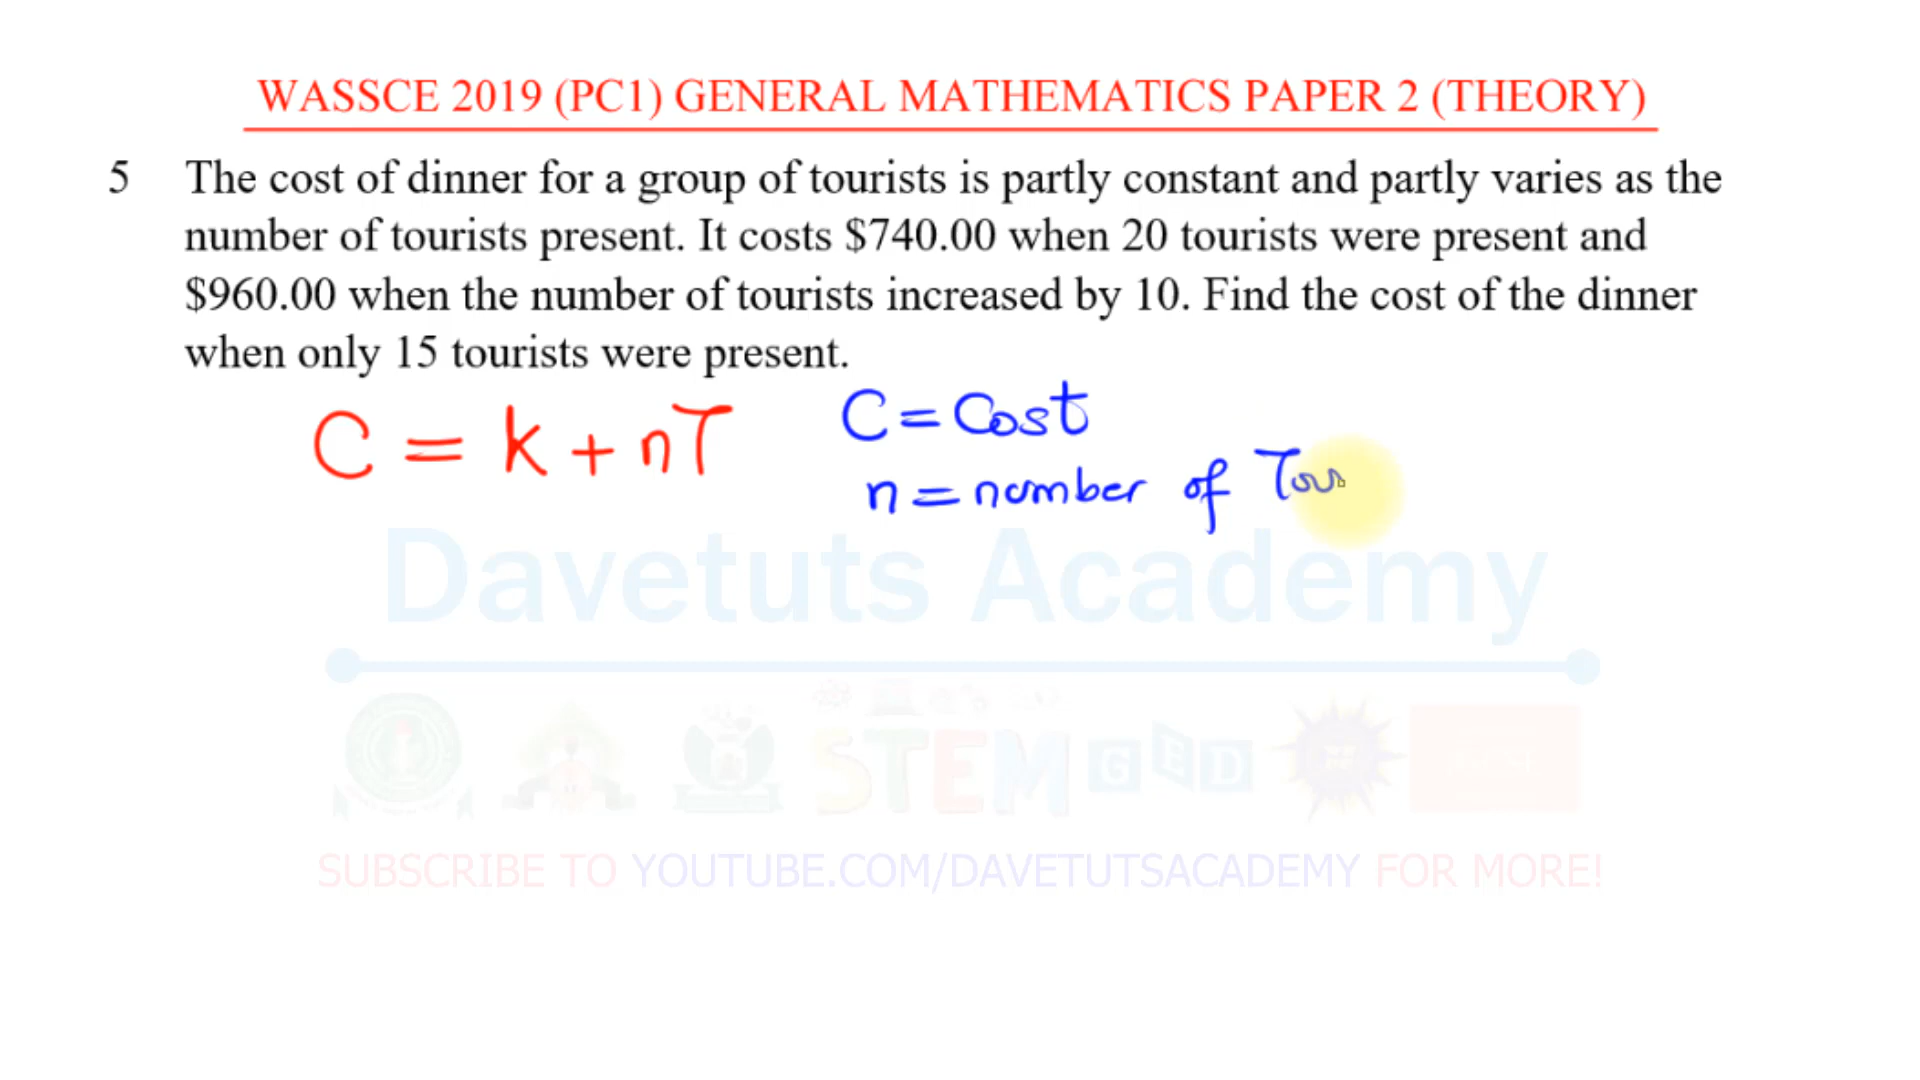 WASSCE 2019 (PC1) GENERAL MATHEMATICS PAPER 2 (THEORY)
5 The cost of dinner for a group of tourists is partly constant and partly varies as the
number of tourists present. It costs $740.00 when 20 tourists were present and
$960.00 when the number of tourists increased by 10. Find the cost of the dinner
when only 15 tourists were present.
C = k + nT
C = Cost
n = number of Tou
Davetuts Academy
STEM GED
SUBSCRIBE TO YOUTUBE.COM/DAVETUTSACADEMY FOR MORE!